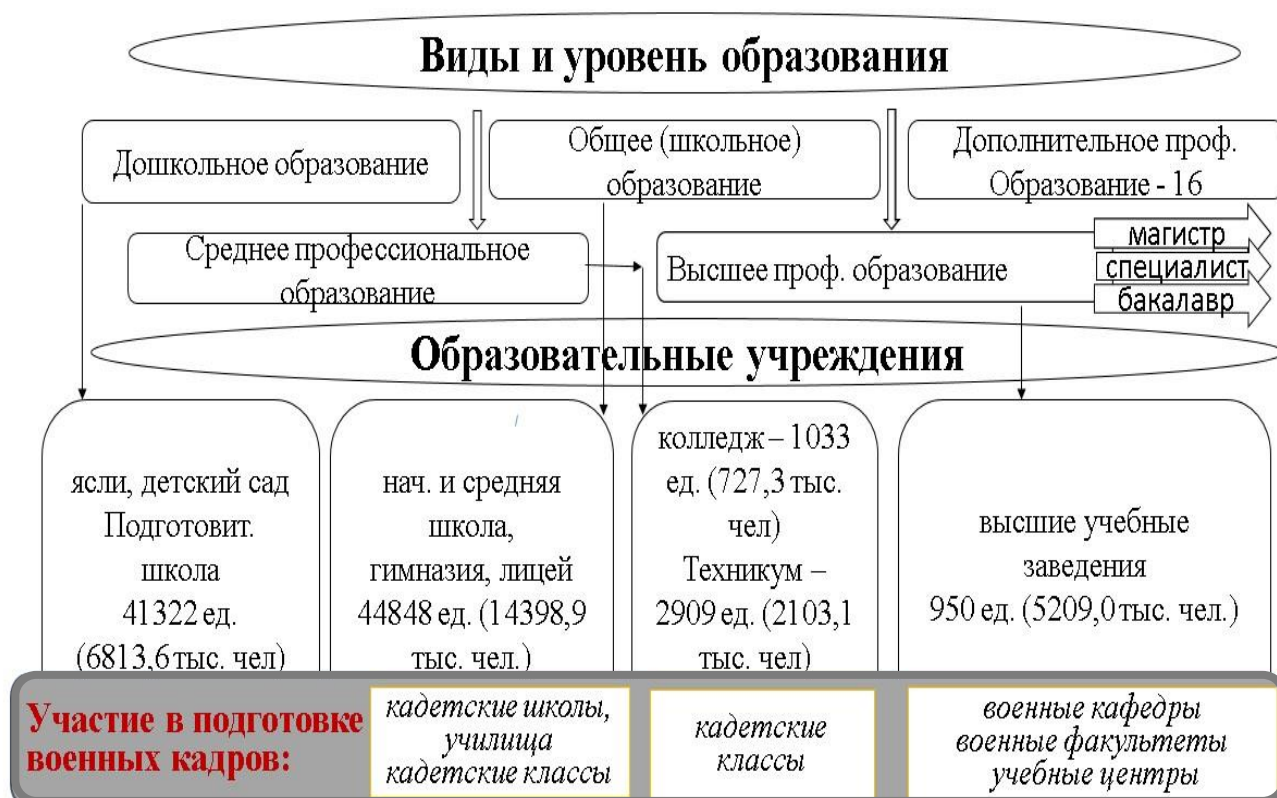 Виды и уровень образования
Дошкольное образование
Общее (школьное)
образование
Дополнительное проф.
Образование - 16
Среднее профессиональное
образование
Высшее проф. образование
магистр
специалист
бакалавр
Образовательные учреждения
ясли, детский сад
Подготовит.
школа
41322 ед.
(6813,6 тыс. чел)
нач. и средняя
школа,
гимназия, лицей
44848 ед. (14398,9
тыс. чел.)
колледж – 1033
ед. (727,3 тыс.
чел)
Техникум –
2909 ед. (2103,1
тыс. чел)
высшие учебные
заведения
950 ед. (5209,0 тыс. чел.)
Участие в подготовке
военных кадров:
кадетские школы,
училища
кадетские классы
кадетские
классы
военные кафедры
военные факультеты
учебные центры